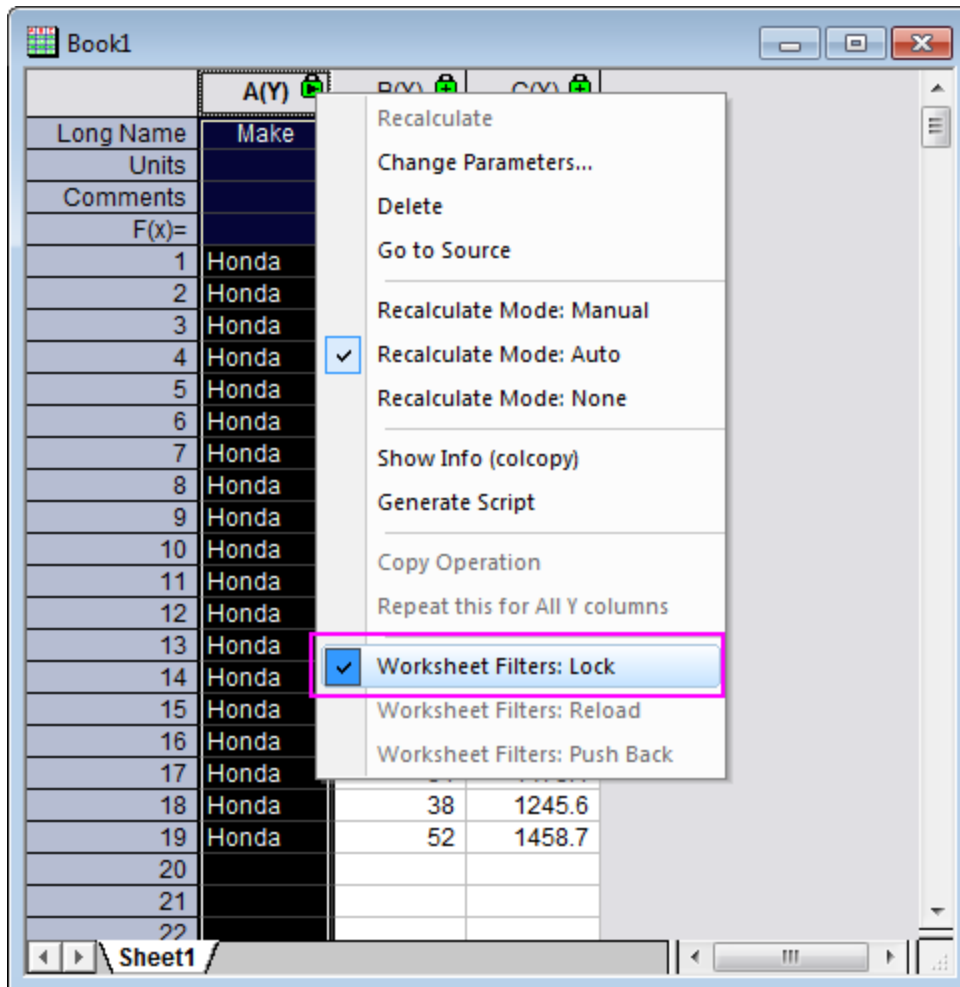 Book1
A(Y)
Long Name Make
Units
Comments
F(x)=
1 Honda
2 Honda
3 Honda
4 Honda
5 Honda
6 Honda
7 Honda
8 Honda
9 Honda
10 Honda
11 Honda
12 Honda
13 Honda
14 Honda
15 Honda
16 Honda
17 Honda
18 Honda 38 1245.6
19 Honda 52 1458.7
20
21
22
Sheet1
Recalculate
Change Parameters...
Delete
Go to Source
Recalculate Mode: Manual
Recalculate Mode: Auto
Recalculate Mode: None
Show Info (colcopy)
Generate Script
Copy Operation
Repeat this for All Y columns
Worksheet Filters: Lock
Worksheet Filters: Reload
Worksheet Filters: Push Back